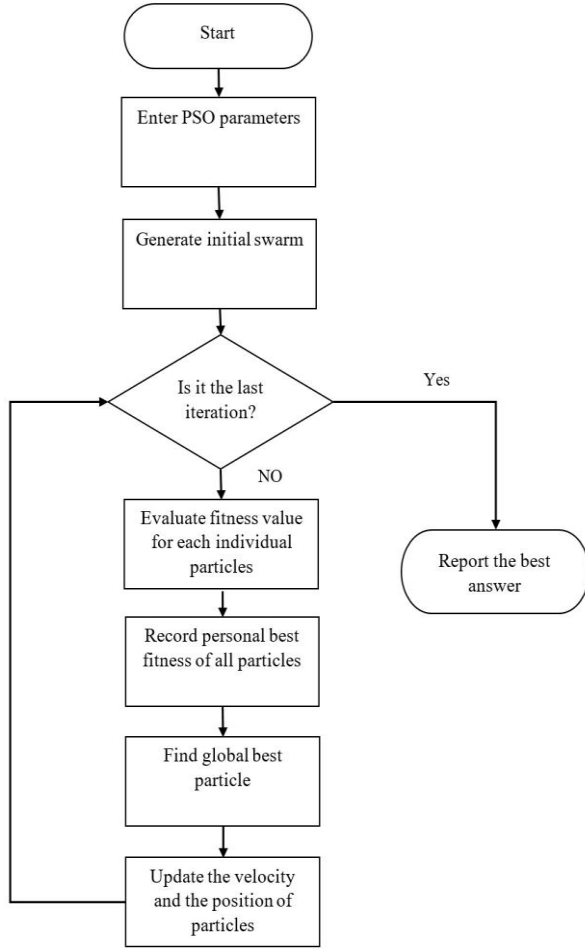 Start
Enter PSO parameters
Generate initial swarm
Is it the last
iteration?
Yes
NO
Evaluate fitness value
for each individual
particles
Report the best
answer
Record personal best
fitness of all particles
Find global best
particle
Update the velocity
and the position of
particles